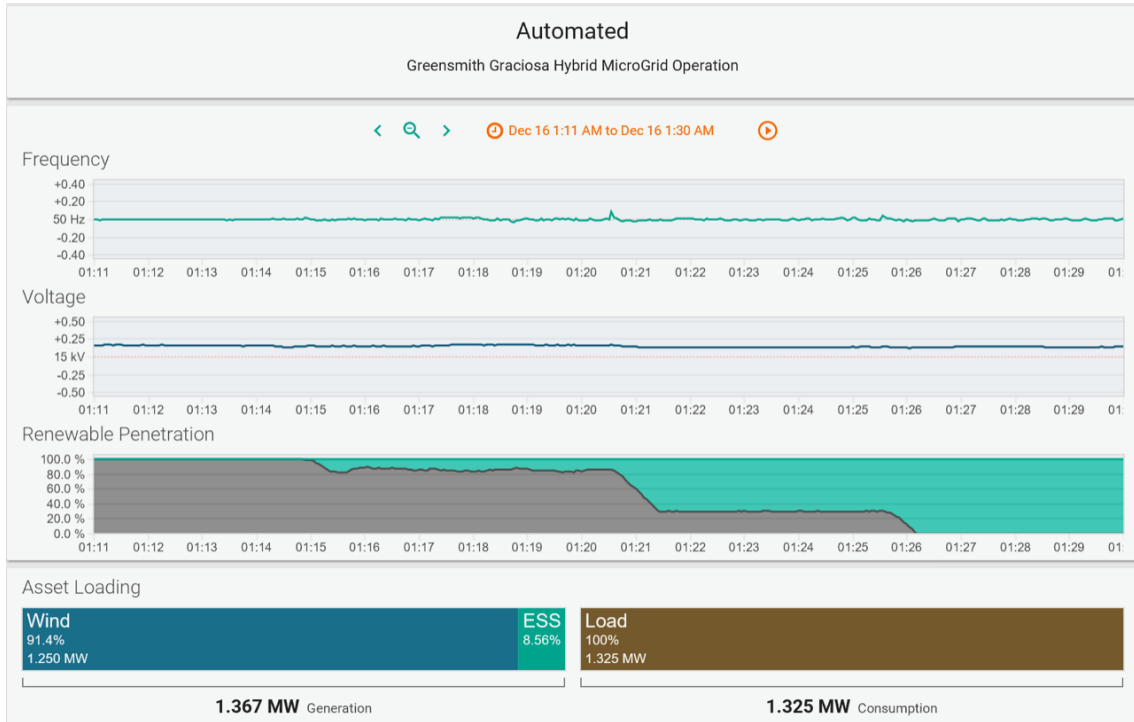 Automated
Greensmith Graciosa Hybrid MicroGrid Operation
Dec 16 1:11 AM to Dec 16 1:30 AM
Frequency
+0.40
+0.20
50 Hz
-0.20
-0.40
01:11 01:12 01:13 01:14 01:15 01:16 01:17 01:18 01:19 01:20 01:21 01:22 01:23 01:24 01:25 01:26 01:27 01:28 01:29 01:
Voltage
+0.50
+0.25
15 kV
-0.25
-0.50
01:11 01:12 01:13 01:14 01:15 01:16 01:17 01:18 01:19 01:20 01:21 01:22 01:23 01:24 01:25 01:26 01:27 01:28 01:29 01:
Renewable Penetration
100.0 %
80.0 %
60.0 %
40.0 %
20.0 %
0.0 %
01:11 01:12 01:13 01:14 01:15 01:16 01:17 01:18 01:19 01:20 01:21 01:22 01:23 01:24 01:25 01:26 01:27 01:28 01:29 01:
Asset Loading
Wind ESS Load
91.4% 8.56% 100%
1.250 MW 1.325 MW
1.367 MW Generation 1.325 MW Consumption